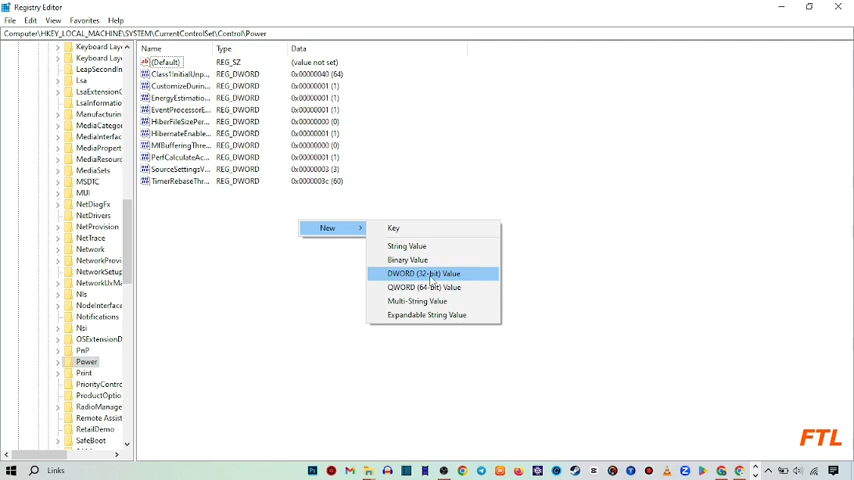 Registry Editor
File Edit View Favorites Help
Computer\HKEY_LOCAL_MACHINE\SYSTEM\CurrentControlSet\Control\Power
Keyboard Lay
Keyboard Layo
LeapSecondIn
Lsa
LsaExtensionC
LsaInformatio
Manufacturin
MediaCategor
MediaInterfac
MediaPropert
MediaResourc
MediaSets
MSDTC
MUI
NetDiagFx
NetDrivers
NetProvision
NetTrace
Network
NetworkProvi
NetworkSetup
NetworkUxMa
Nls
NodeInterface
Notifications
Nsi
OSExtensionD
PnP
Power
Print
PriorityContro
ProductOptio
RadioManage
Remote Assist
RetailDemo
SafeBoot
Name Type Data
(Default) REG_SZ (value not set)
Class1InitialUnp... REG_DWORD 0x00000040 (64)
CustomizeDurin... REG_DWORD 0x00000001 (1)
EnergyEstimatio... REG_DWORD 0x00000001 (1)
EventProcessorE... REG_DWORD 0x00000001 (1)
HiberFileSizePer... REG_DWORD 0x00000000 (0)
HibernateEnable... REG_DWORD 0x00000001 (1)
MfBufferingThre... REG_DWORD 0x00000000 (0)
PerfCalculateAc... REG_DWORD 0x00000001 (1)
SourceSettingsV... REG_DWORD 0x00000003 (3)
TimerRebaseThr... REG_DWORD 0x0000003c (60)
New
Key
String Value
Binary Value
DWORD (32-bit) Value
QWORD (64-bit) Value
Multi-String Value
Expandable String Value
FTL
Links